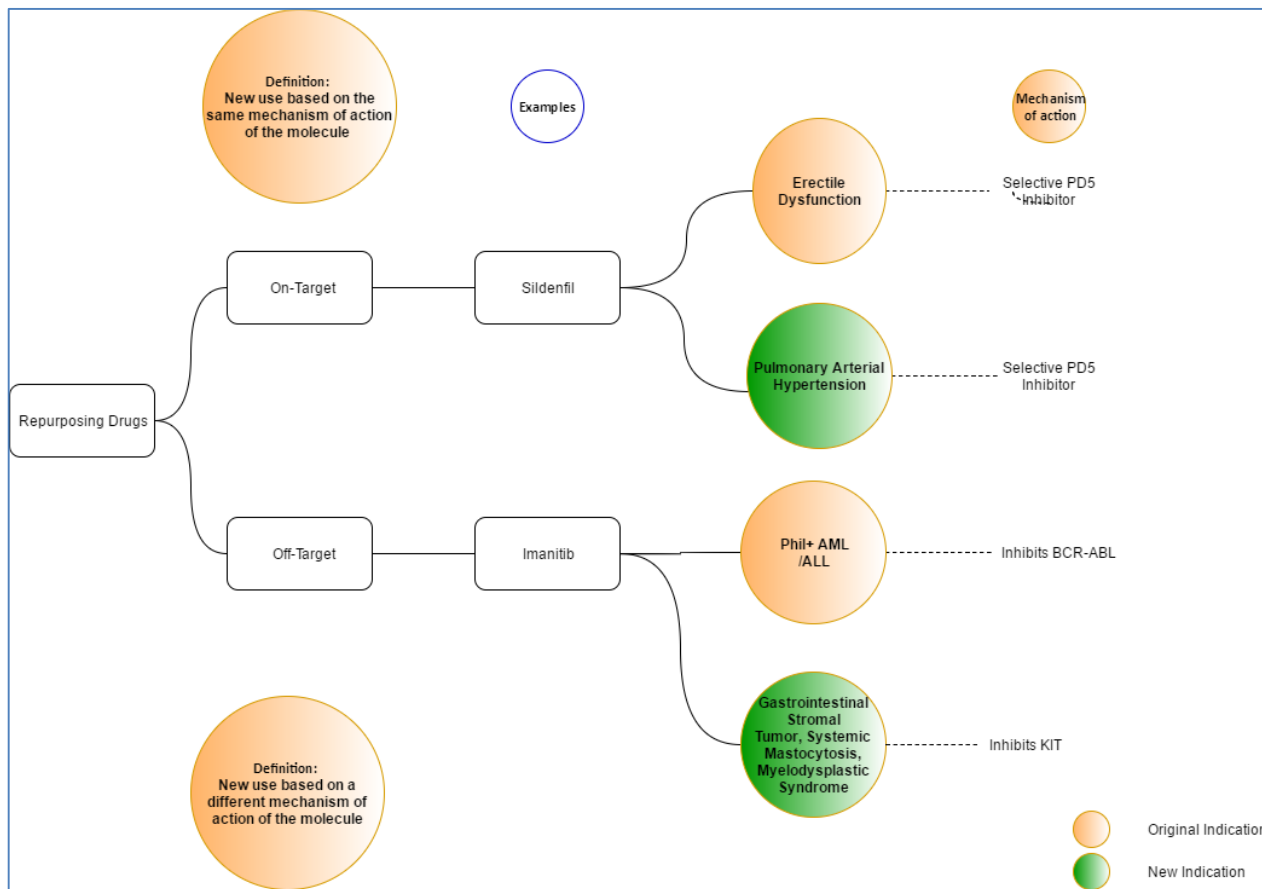 Definition:
New use based on the
same mechanism of action
of the molecule
Examples
Mechanism
of action
Erectile
Dysfunction
Selective PD5
Inhibitor
On-Target
Sildenfil
Pulmonary Arterial
Hypertension
Selective PD5
Inhibitor
Repurposing Drugs
Off-Target
Imanitib
Phil+ AML
/ALL
Inhibits BCR-ABL
Gastrointestinal
Stromal
Tumor, Systemic
Mastocytosis,
Myelodysplastic
Syndrome
Inhibits KIT
Definition:
New use based on a
different mechanism of
action of the molecule
Original Indication
New Indication